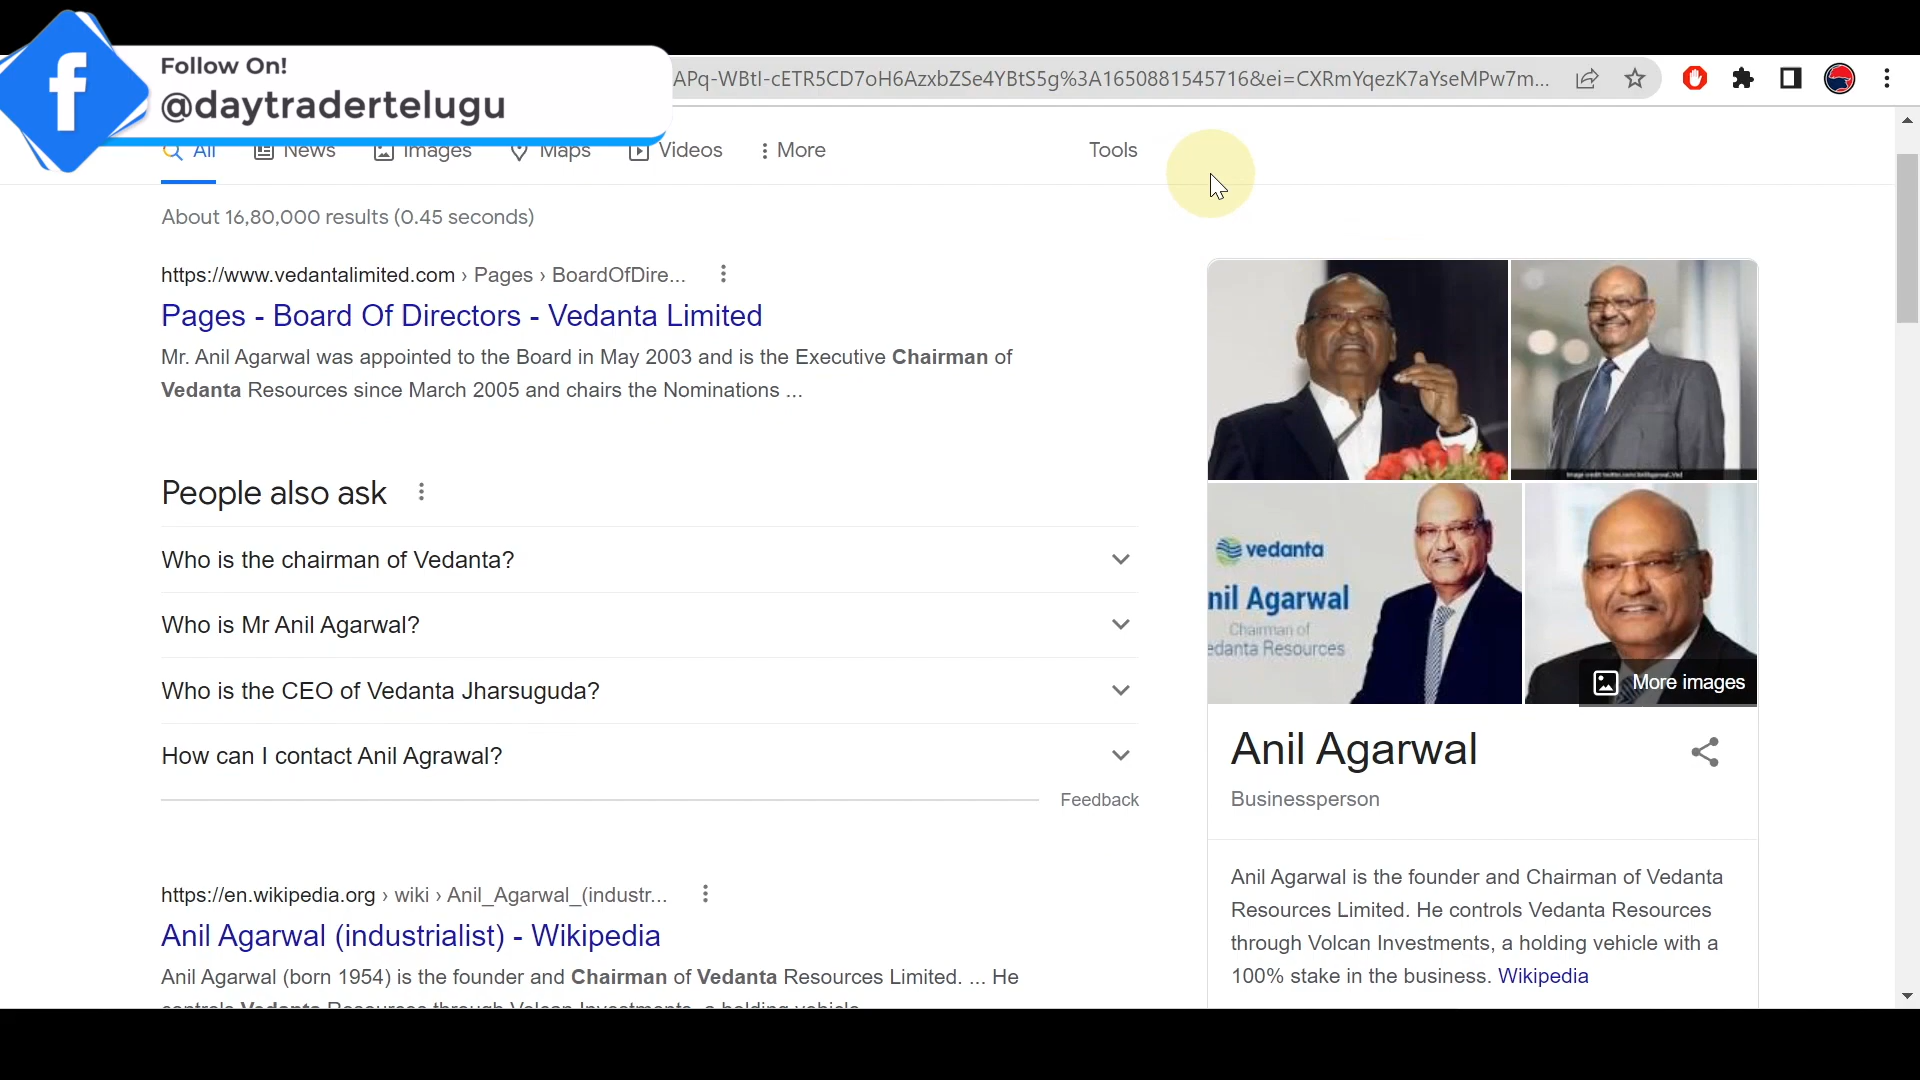 Follow On!
@daytradertelugu
APq-WBtI-cETR5CD7oH6AzxbZSe4YBtS5g%3A1650881545716&ei=CXRmYqezK7aYseMPw7m...
All
News
Images
Maps
Videos
More
Tools
About 16,80,000 results (0.45 seconds)
https://www.vedantalimited.com › Pages › BoardOfDire...
Pages - Board Of Directors - Vedanta Limited
Mr. Anil Agarwal was appointed to the Board in May 2003 and is the Executive Chairman of
Vedanta Resources since March 2005 and chairs the Nominations ...
People also ask
Who is the chairman of Vedanta?
Who is Mr Anil Agarwal?
Who is the CEO of Vedanta Jharsuguda?
How can I contact Anil Agrawal?
Feedback
https://en.wikipedia.org › wiki › Anil_Agarwal_(industr...
Anil Agarwal (industrialist) - Wikipedia
Anil Agarwal (born 1954) is the founder and Chairman of Vedanta Resources Limited. ... He
controls Vedanta Resources through Volcan Investments, a holding vehicle
vedanta
nil Agarwal
Chairman of
edanta Resources
More images
Anil Agarwal
Businessperson
Anil Agarwal is the founder and Chairman of Vedanta
Resources Limited. He controls Vedanta Resources
through Volcan Investments, a holding vehicle with a
100% stake in the business. Wikipedia